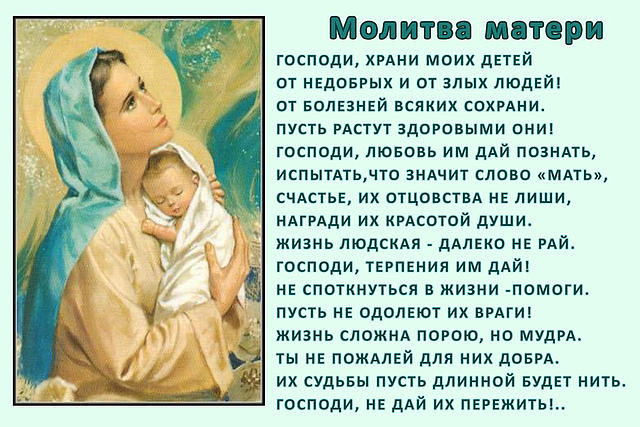 Молитва матери
ГОСПОДИ, ХРАНИ МОИХ ДЕТЕЙ
ОТ НЕДОБРЫХ И ОТ ЗЛЫХ ЛЮДЕЙ!
ОТ БОЛЕЗНЕЙ ВСЯКИХ СОХРАНИ.
ПУСТЬ РАСТУТ ЗДОРОВЫМИ ОНИ!
ГОСПОДИ, ЛЮБОВЬ ИМ ДАЙ ПОЗНАТЬ,
ИСПЫТАТЬ,ЧТО ЗНАЧИТ СЛОВО «МАТЬ»,
СЧАСТЬЕ, ИХ ОТЦОВСТВА НЕ ЛИШИ,
НАГРАДИ ИХ КРАСОТОЙ ДУШИ.
ЖИЗНЬ ЛЮДСКАЯ - ДАЛЕКО НЕ РАЙ.
ГОСПОДИ, ТЕРПЕНИЯ ИМ ДАЙ!
НЕ СПОТКНУТЬСЯ В ЖИЗНИ -ПОМОГИ.
ПУСТЬ НЕ ОДОЛЕЮТ ИХ ВРАГИ!
ЖИЗНЬ СЛОЖНА ПОРОЮ, НО МУДРА.
ТЫ НЕ ПОЖАЛЕЙ ДЛЯ НИХ ДОБРА.
ИХ СУДЬБЫ ПУСТЬ ДЛИННОЙ БУДЕТ НИТЬ.
ГОСПОДИ, НЕ ДАЙ ИХ ПЕРЕЖИТЬ!..